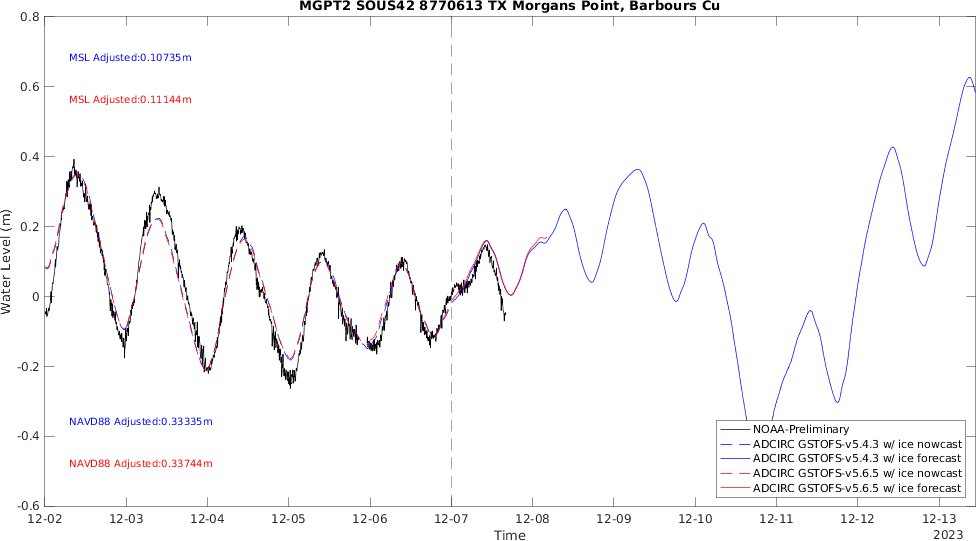 MGPT2 SOUS42 8770613 TX Morgans Point, Barbours Cu
0.8
0.6
0.4
0.2
0
-0.2
-0.4
-0.6
Water Level (m)
MSL Adjusted:0.10735m
MSL Adjusted:0.11144m
NAVD88 Adjusted:0.33335m
NAVD88 Adjusted:0.33744m
NOAA-Preliminary
ADCIRC GSTOFS-v5.4.3 w/ ice nowcast
ADCIRC GSTOFS-v5.4.3 w/ ice forecast
ADCIRC GSTOFS-v5.6.5 w/ ice nowcast
ADCIRC GSTOFS-v5.6.5 w/ ice forecast
12-02 12-03 12-04 12-05 12-06 12-07 12-08 12-09 12-10 12-11 12-12 12-13
Time
2023